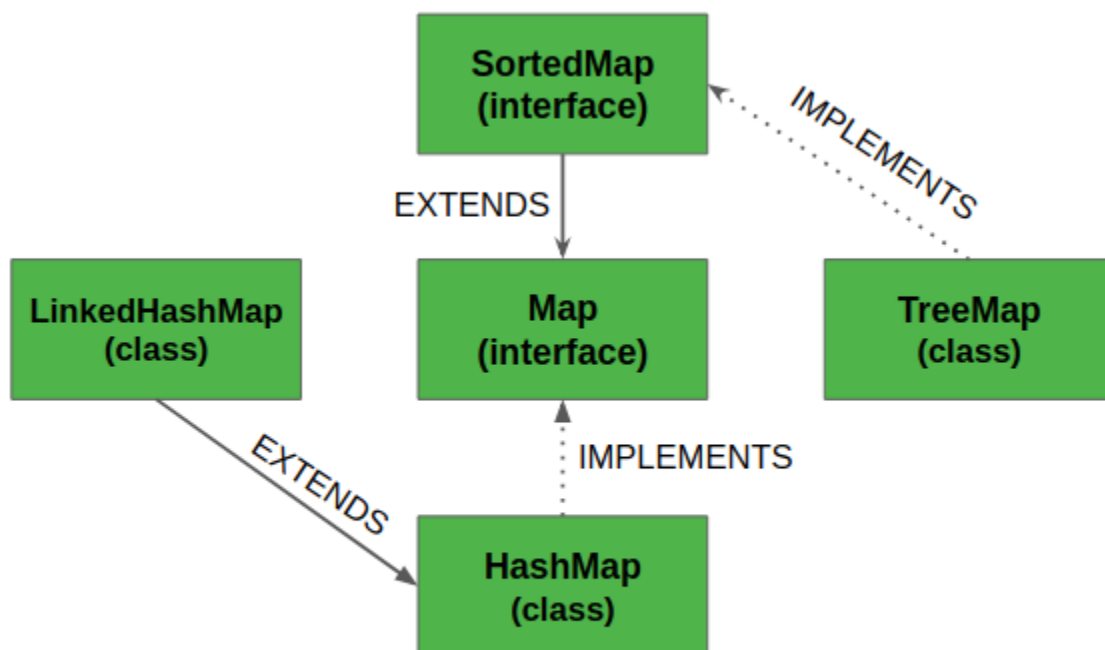 SortedMap
(interface)
IMPLEMENTS
EXTENDS
LinkedHashMap
(class)
Map
(interface)
TreeMap
(class)
EXTENDS
IMPLEMENTS
HashMap
(class)